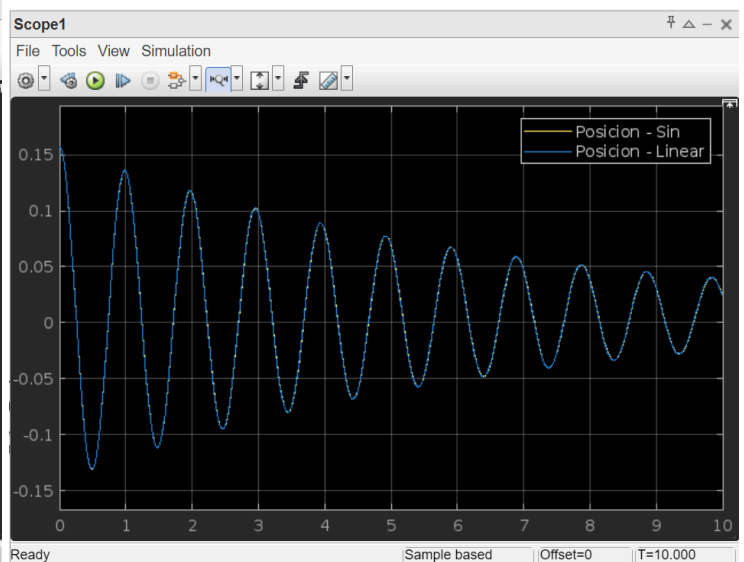 Scope1
File Tools View Simulation
Posicion - Sin
Posicion - Linear
0.15
0.1
0.05
0
-0.05
-0.1
-0.15
0 1 2 3 4 5 6 7 8 9 10
Ready Sample based Offset=0 T=10.000